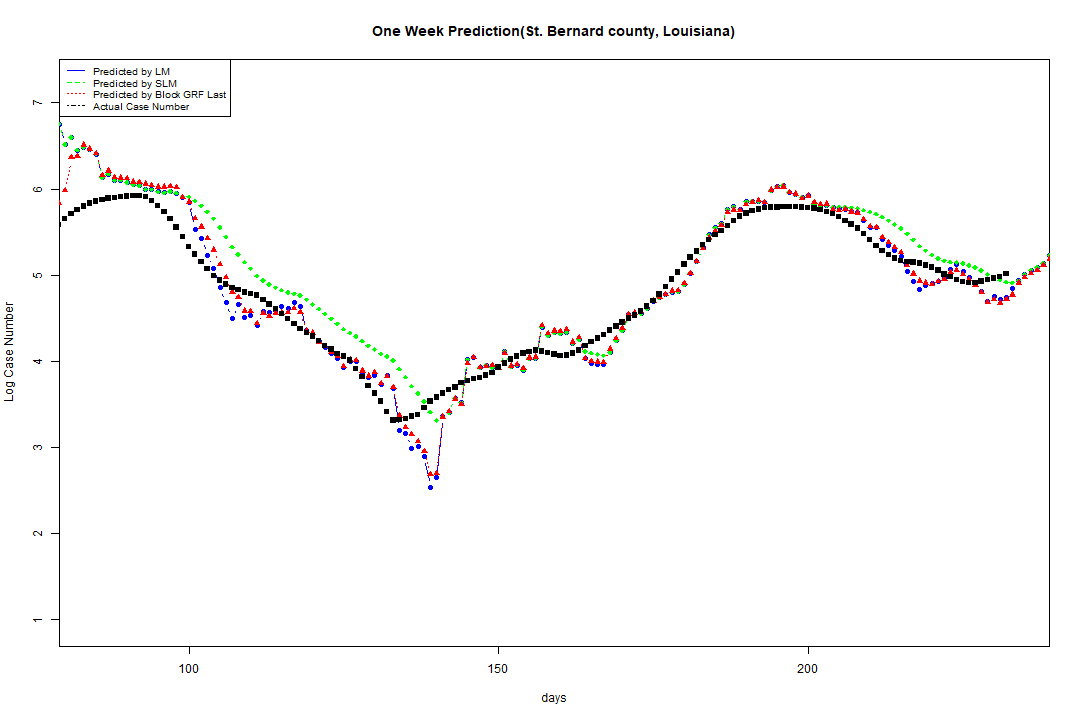 One Week Prediction(St. Bernard county, Louisiana)
Predicted by LM
Predicted by SLM
Predicted by Block GRF Last
Actual Case Number
7
6
5
4
3
2
1
Log Case Number
100 150 200
days